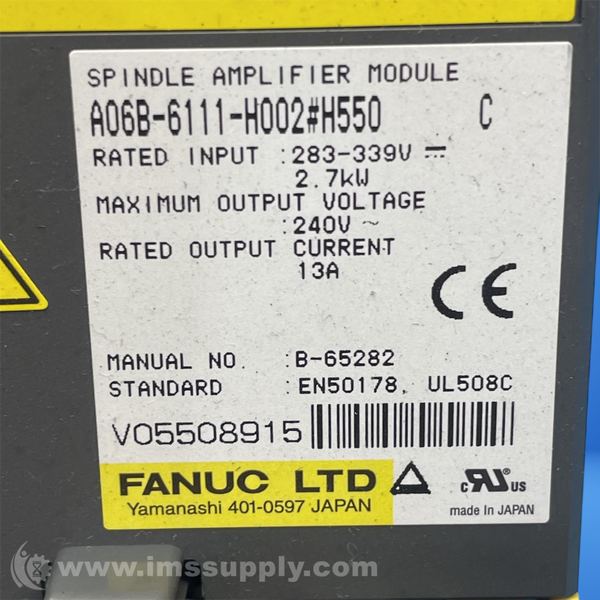 SPINDLE AMPLIFIER MODULE
A06B-6111-H002#H550 C
RATED INPUT :283-339V ⎓
2.7kW
MAXIMUM OUTPUT VOLTAGE
:240V ~
RATED OUTPUT CURRENT
13A
CE
MANUAL NO. :B-65282
STANDARD :EN50178, UL508C
V05508915
FANUC LTD
Yamanashi 401-0597 JAPAN
c RU US
made In JAPAN
www.imssupply.com